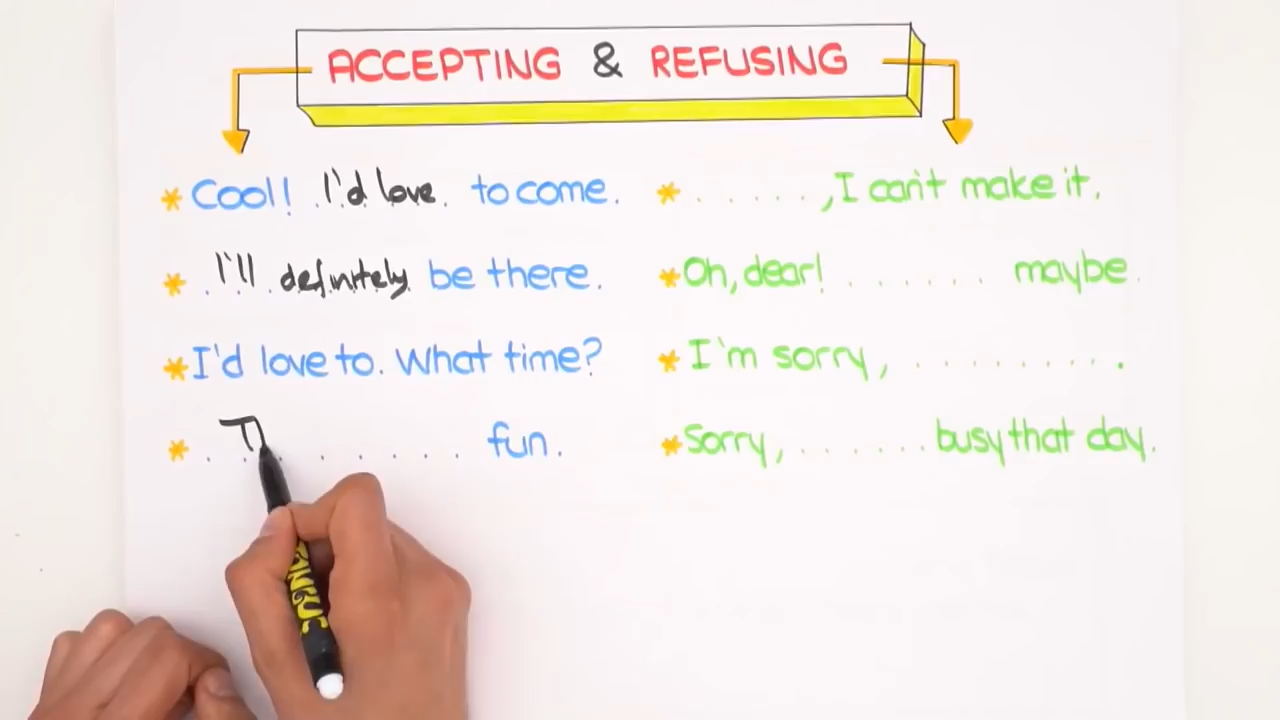 ACCEPTING & REFUSING
* Cool! I'd love to come.
* ....., I can't make it.
* I'll definitely be there.
* Oh, dear! ....... maybe.
* I'd love to. What time?
* I'm sorry, .........
* T ....... fun.
* Sorry, ...... busy that day.